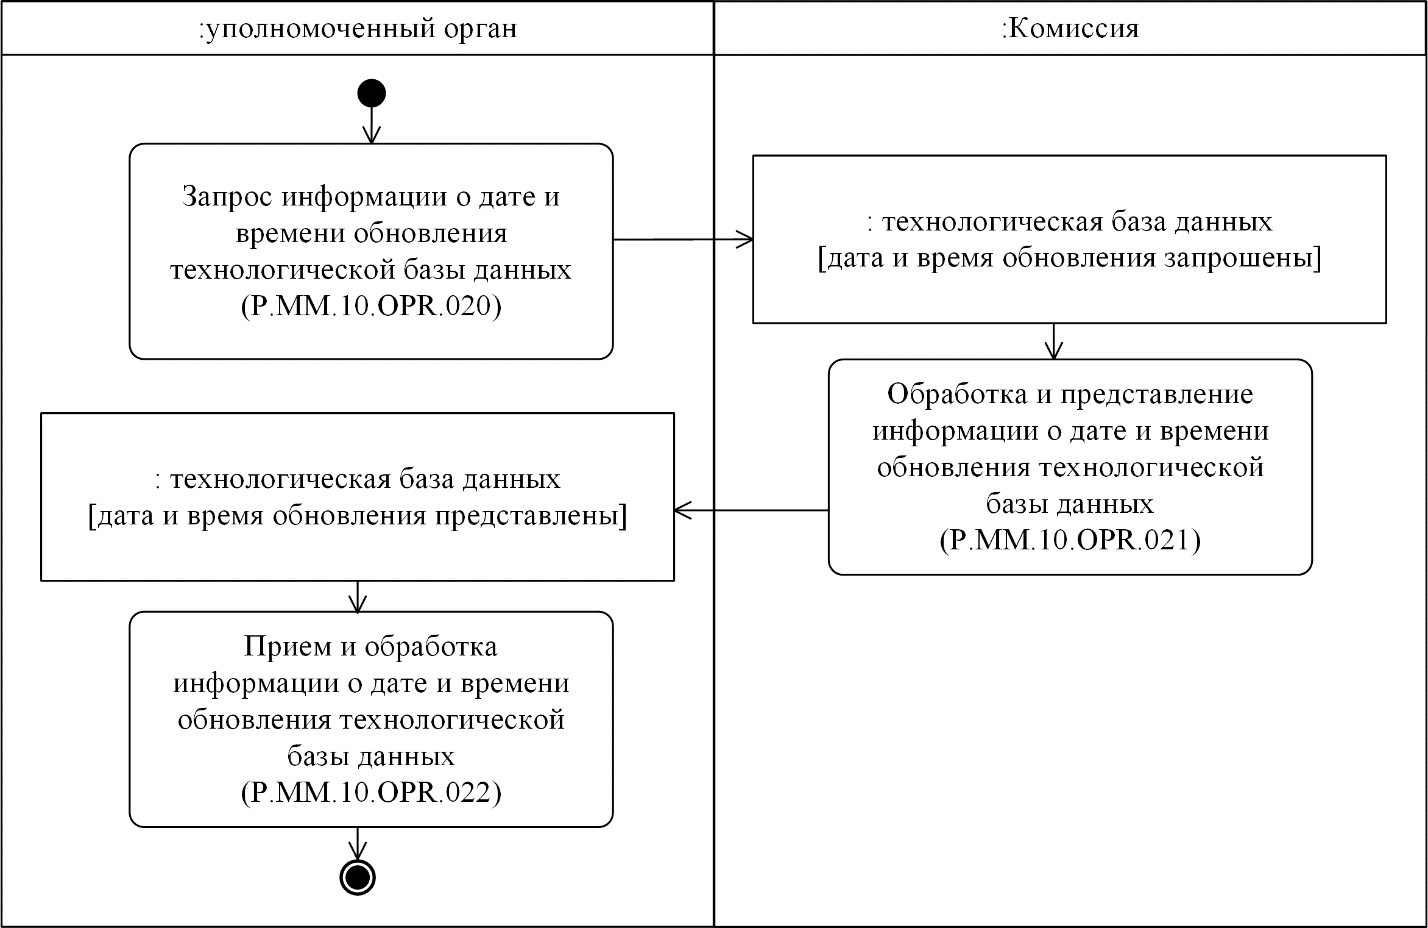 :уполномоченный орган
:Комиссия
Запрос информации о дате и
времени обновления
технологической базы данных
(P.MM.10.OPR.020)
: технологическая база данных
[дата и время обновления запрошены]
Обработка и представление
информации о дате и времени
обновления технологической
базы данных
(P.MM.10.OPR.021)
: технологическая база данных
[дата и время обновления представлены]
Прием и обработка
информации о дате и времени
обновления технологической
базы данных
(P.MM.10.OPR.022)